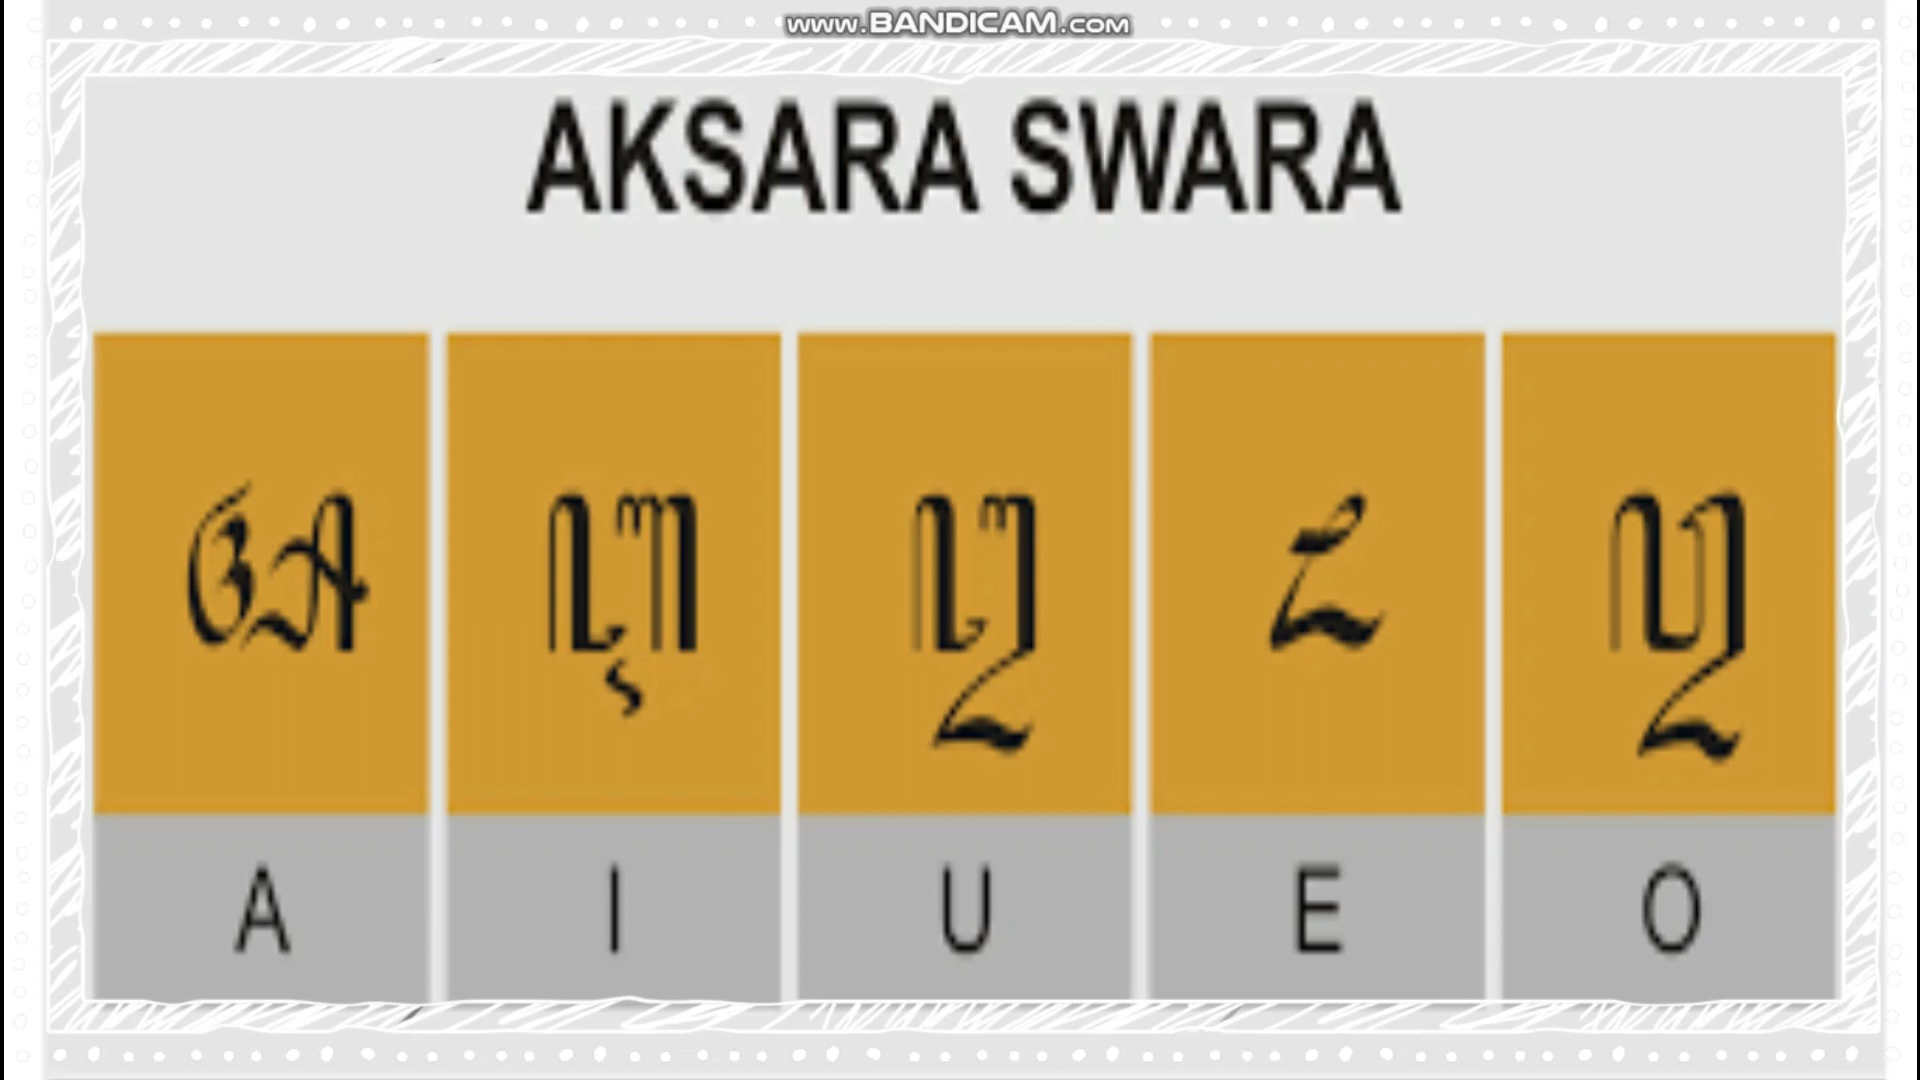 www.BANDICAM.com
AKSARA SWARA
ꦄ ꦆ ꦈ ꦌ ꦎ
A I U E O